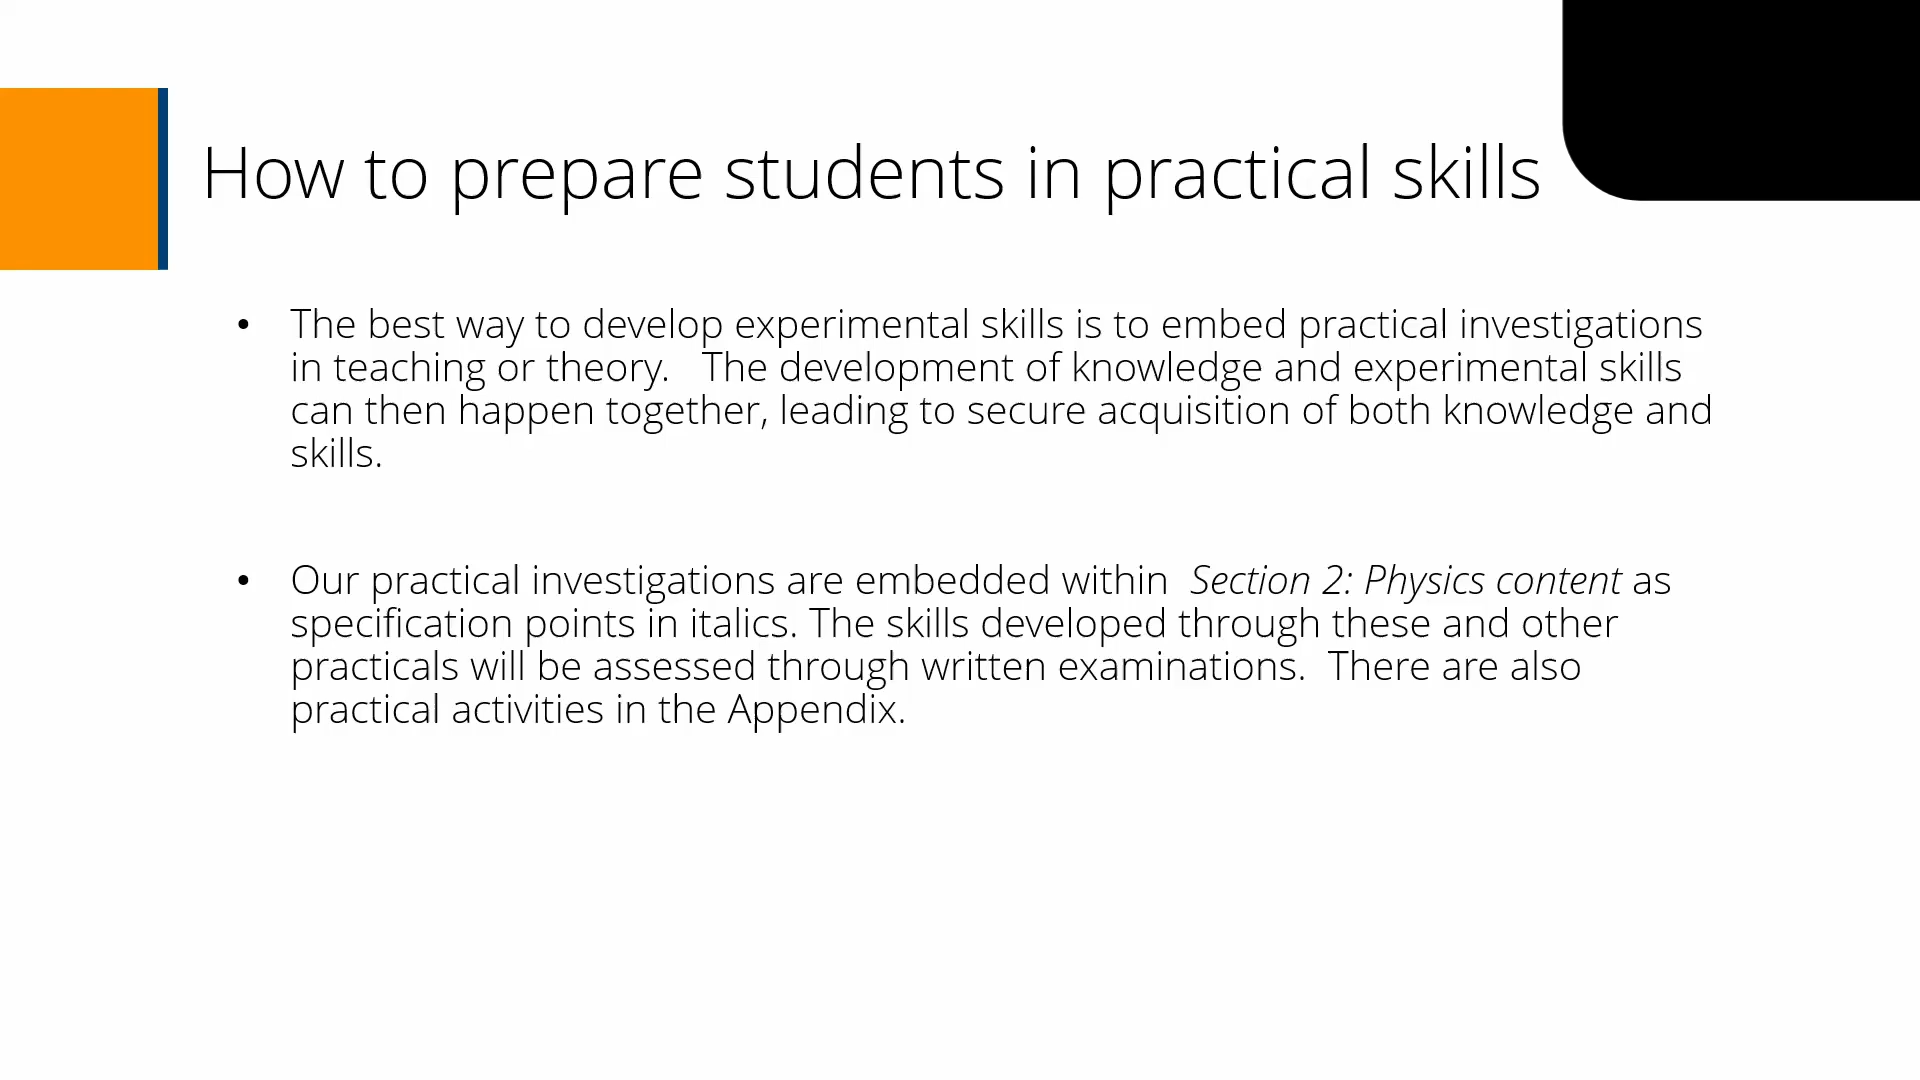 How to prepare students in practical skills
• The best way to develop experimental skills is to embed practical investigations
in teaching or theory.   The development of knowledge and experimental skills
can then happen together, leading to secure acquisition of both knowledge and
skills.
• Our practical investigations are embedded within  Section 2: Physics content as
specification points in italics. The skills developed through these and other
practicals will be assessed through written examinations.  There are also
practical activities in the Appendix.